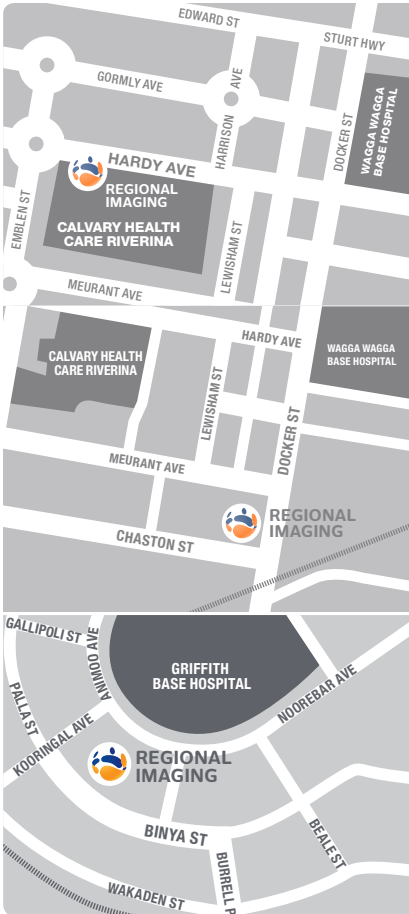 EDWARD ST
STURT HWY
GORMLY AVE
HARRISON AVE
DOCKER ST
WAGGA WAGGA
BASE HOSPITAL
HARDY AVE
REGIONAL
IMAGING
CALVARY HEALTH
CARE RIVERINA
EMBLEN ST
LEWISHAM ST
MEURANT AVE
HARDY AVE
WAGGA WAGGA
BASE HOSPITAL
CALVARY HEALTH
CARE RIVERINA
LEWISHAM ST
DOCKER ST
MEURANT AVE
REGIONAL
IMAGING
CHASTON ST
GALLIPOLI ST
ANIMOO AVE
GRIFFITH
BASE HOSPITAL
NOOREBAR AVE
PALLA ST
KOORINGAL AVE
REGIONAL
IMAGING
BINYA ST
BEALE ST
BURRELL P
WAKADEN ST